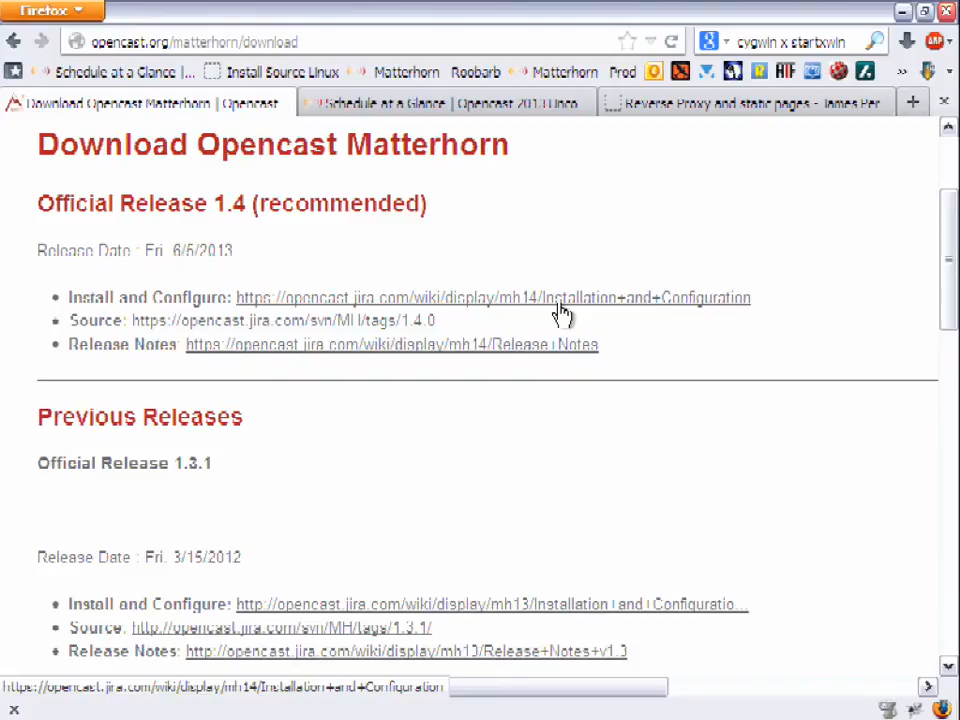 Firefox
opencast.org/matterhorn/download
cygwin x startxwin
Schedule at a Glance |...
Install Source Linux
Matterhorn
Roobarb
Matterhorn
Prod
Download Opencast Matterhorn | Opencast
Schedule at a Glance | Opencast 2013 Unco
Reverse Proxy and static pages - James Per
Download Opencast Matterhorn
Official Release 1.4 (recommended)
Release Date : Fri. 6/5/2013
Install and Configure: https://opencast.jira.com/wiki/display/mh14/Installation+and+Configuration
Source: https://opencast.jira.com/svn/MH/tags/1.4.0
Release Notes: https://opencast.jira.com/wiki/display/mh14/Release+Notes
Previous Releases
Official Release 1.3.1
Release Date : Fri. 3/15/2012
Install and Configure: http://opencast.jira.com/wiki/display/mh13/Installation+and+Configuratio...
Source: http://opencast.jira.com/svn/MH/tags/1.3.1/
Release Notes: http://opencast.jira.com/wiki/display/mh13/Release+Notes+v1.3
https://opencast.jira.com/wiki/display/mh14/Installation+and+Configuration